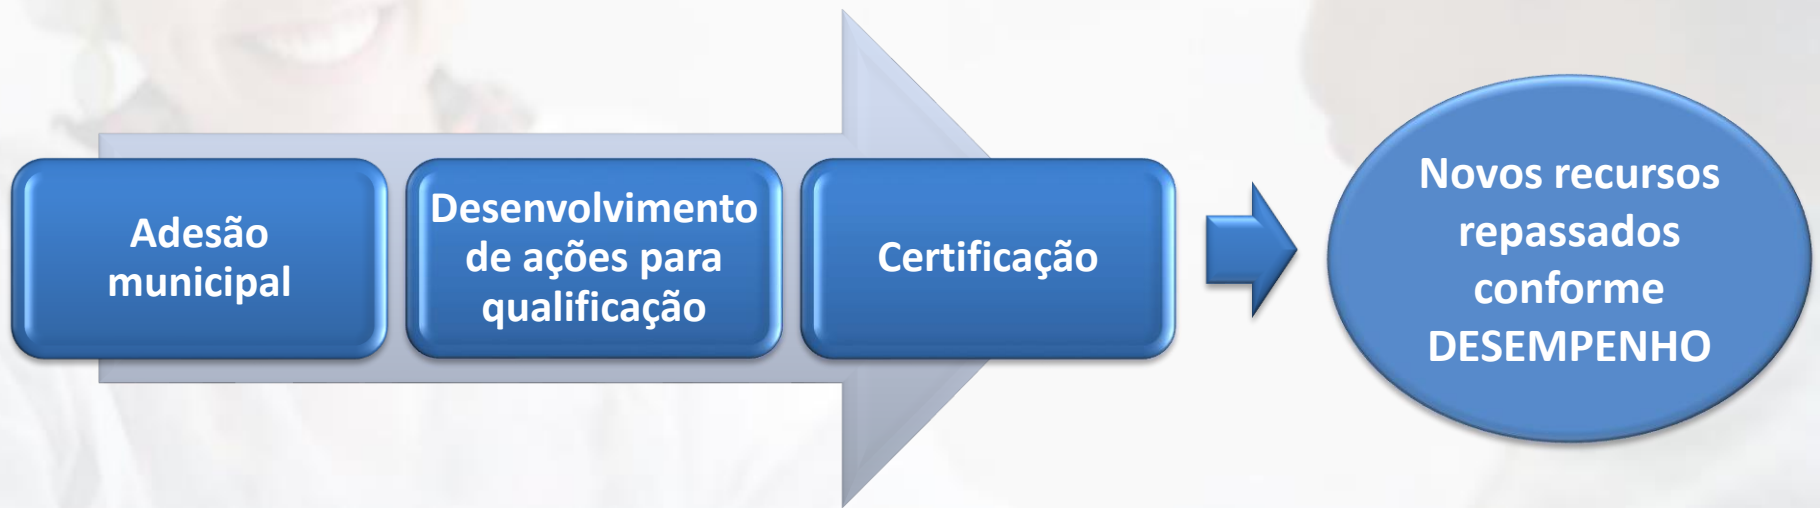 Adesão
municipal
Desenvolvimento
de ações para
qualificação
Certificação
Novos recursos
repassados
conforme
DESEMPENHO